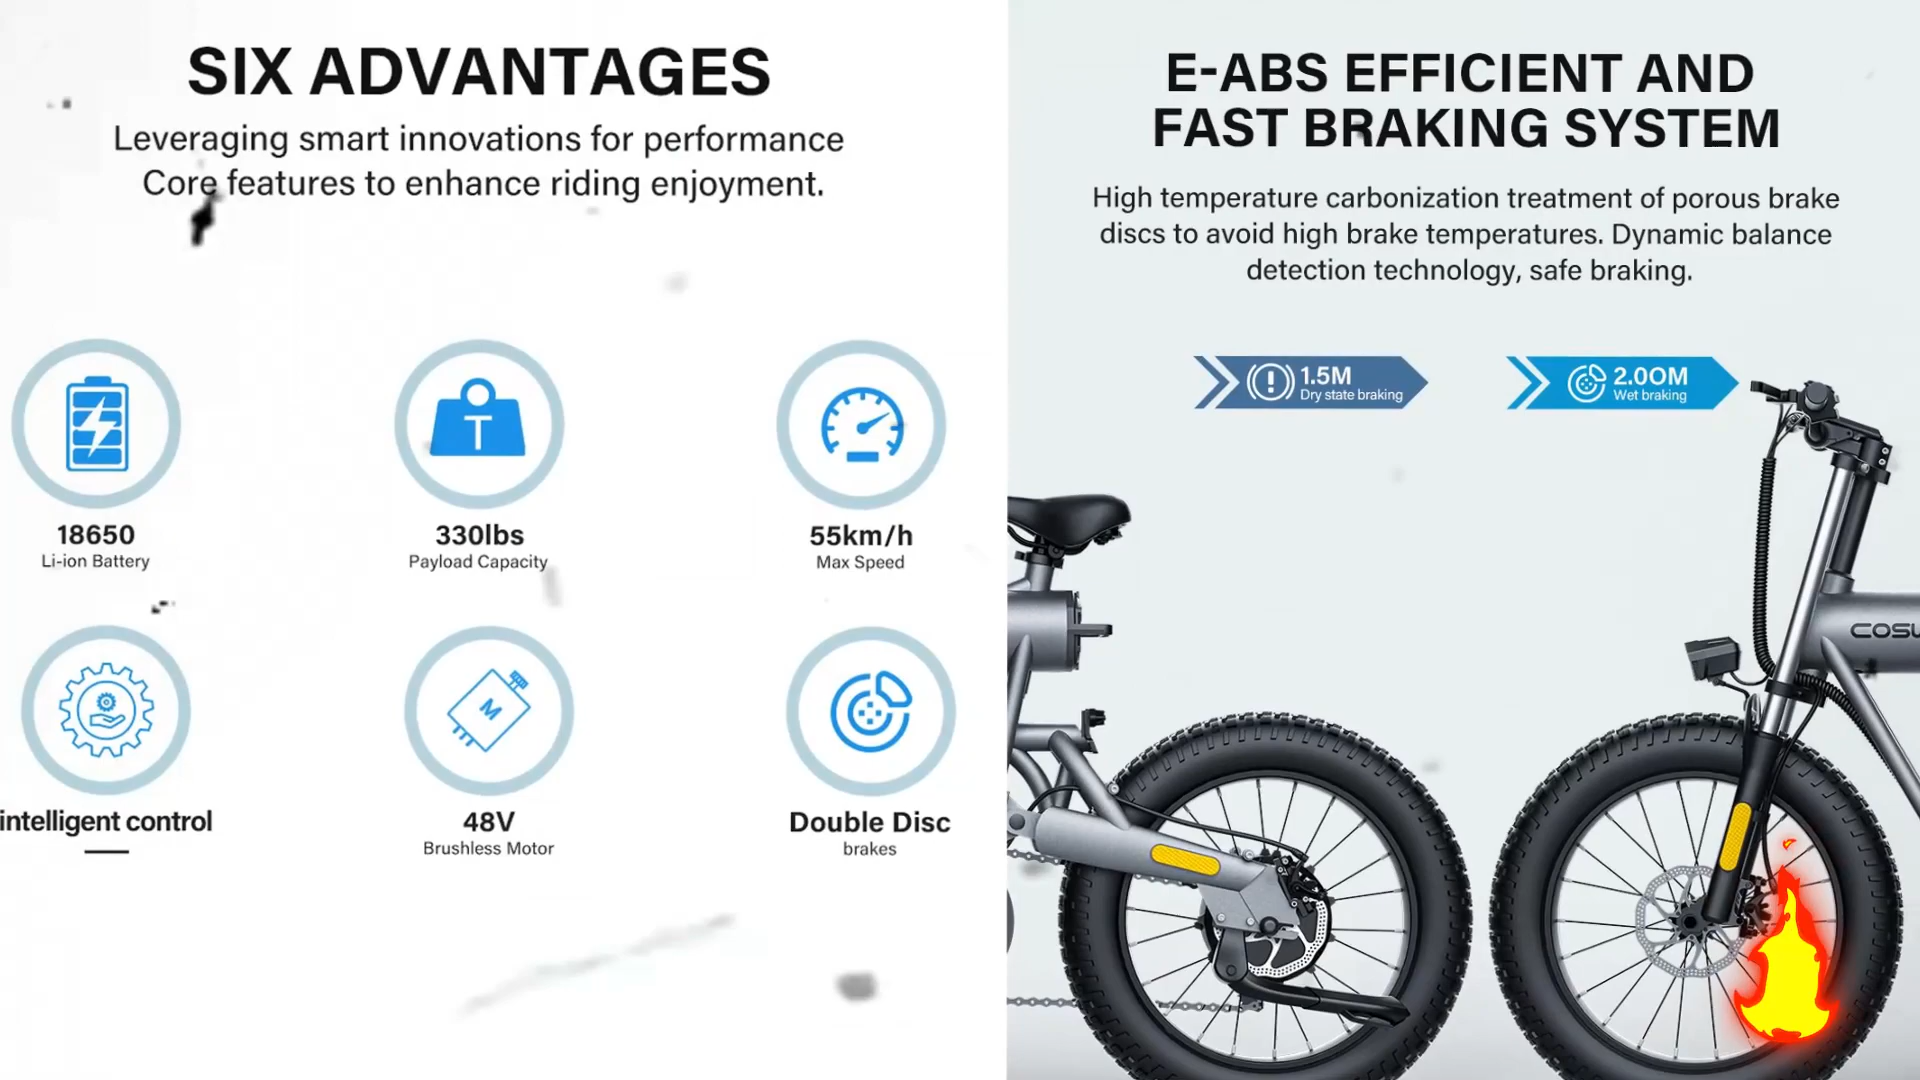 SIX ADVANTAGES
Leveraging smart innovations for performance
Core features to enhance riding enjoyment.
18650
Li-ion Battery
T
330lbs
Payload Capacity
55km/h
Max Speed
intelligent control
M
48V
Brushless Motor
Double Disc
brakes
E-ABS EFFICIENT AND
FAST BRAKING SYSTEM
High temperature carbonization treatment of porous brake
discs to avoid high brake temperatures. Dynamic balance
detection technology, safe braking.
1.5M
Dry state braking
2.0OM
Wet braking